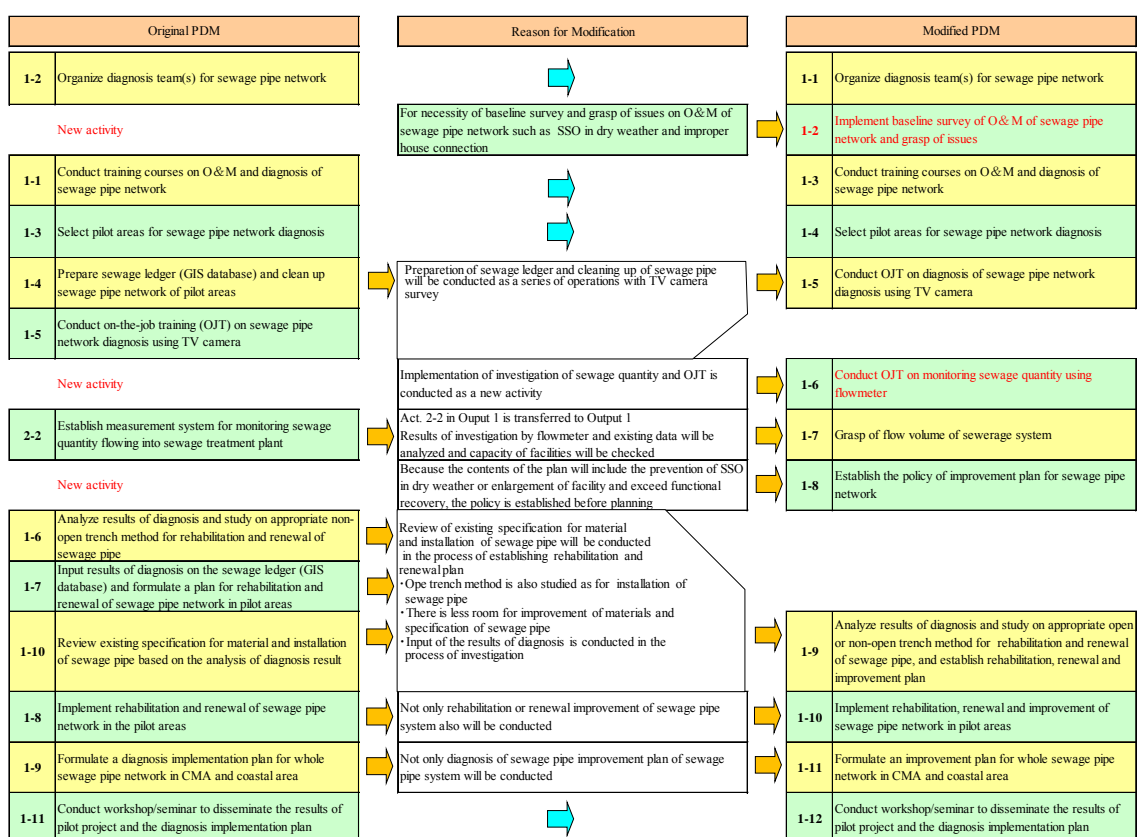 Original PDM
Reason for Modification
Modified PDM
1-2
Organize diagnosis team(s) for sewage pipe network
1-1
Organize diagnosis team(s) for sewage pipe network
New activity
For necessity of baseline survey and grasp of issues on O&M of
sewage pipe network such as SSO in dry weather and improper
house connection
1-2
Implement baseline survey of O&M of sewage pipe
network and grasp of issues
1-1
Conduct training courses on O&M and diagnosis of
sewage pipe network
1-3
Conduct training courses on O&M and diagnosis of
sewage pipe network
1-3
Select pilot areas for sewage pipe network diagnosis
1-4
Select pilot areas for sewage pipe network diagnosis
1-4
Prepare sewage ledger (GIS database) and clean up
sewage pipe network of pilot areas
Preparetion of sewage ledger and cleaning up of sewage pipe
will be conducted as a series of operations with TV camera
survey
1-5
Conduct OJT on diagnosis of sewage pipe network
diagnosis using TV camera
1-5
Conduct on-the-job training (OJT) on sewage pipe
network diagnosis using TV camera
New activity
Implementation of investigation of sewage quantity and OJT is
conducted as a new activity
1-6
Conduct OJT on monitoring sewage quantity using
flowmeter
2-2
Establish measurement system for monitoring sewage
quantity flowing into sewage treatment plant
Act. 2-2 in Ouput 1 is transferred to Output 1
Results of investigation by flowmeter and existing data will be
analyzed and capacity of facilities will be checked
1-7
Grasp of flow volume of sewerage system
New activity
Because the contents of the plan will include the prevention of SSO
in dry weather or enlargement of facility and exceed functional
recovery, the policy is established before planning
1-8
Establish the policy of improvement plan for sewage pipe
network
1-6
Analyze results of diagnosis and study on appropriate non-
open trench method for rehabilitation and renewal of
sewage pipe
1-7
Input results of diagnosis on the sewage ledger (GIS
database) and formulate a plan for rehabilitation and
renewal of sewage pipe network in pilot areas
1-10
Review existing specification for material and installation
of sewage pipe based on the analysis of diagnosis result
Review of existing specification for material
and installation of sewage pipe will be conducted
in the process of establishing rehabilitation and
renewal plan
・Ope trench method is also studied as for installation of
sewage pipe
・There is less room for improvement of materials and
specification of sewage pipe
・Input of the results of diagnosis is conducted in the
process of investigation
1-9
Analyze results of diagnosis and study on appropriate open
or non-open trench method for rehabilitation and renewal
of sewage pipe, and establish rehabilitation, renewal and
improvement plan
1-8
Implement rehabilitation and renewal of sewage pipe
network in the pilot areas
Not only rehabilitation or renewal improvement of sewage pipe
system also will be conducted
1-10
Implement rehabilitation, renewal and improvement of
sewage pipe network in pilot areas
1-9
Formulate a diagnosis implementation plan for whole
sewage pipe network in CMA and coastal area
Not only diagnosis of sewage pipe improvement plan of sewage
pipe system will be conducted
1-11
Formulate an improvement plan for whole sewage pipe
network in CMA and coastal area
1-11
Conduct workshop/seminar to disseminate the results of
pilot project and the diagnosis implementation plan
1-12
Conduct workshop/seminar to disseminate the results of
pilot project and the diagnosis implementation plan